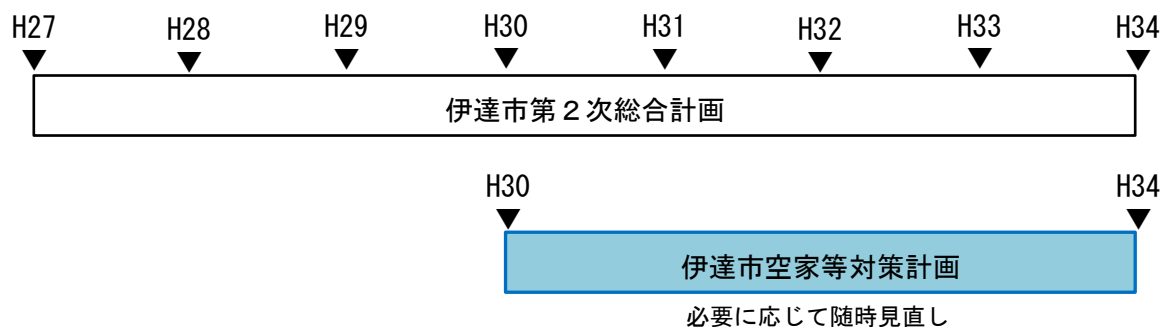 H27 H28 H29 H30 H31 H32 H33 H34
伊達市第２次総合計画
H30 H34
伊達市空家等対策計画
必要に応じて随時見直し